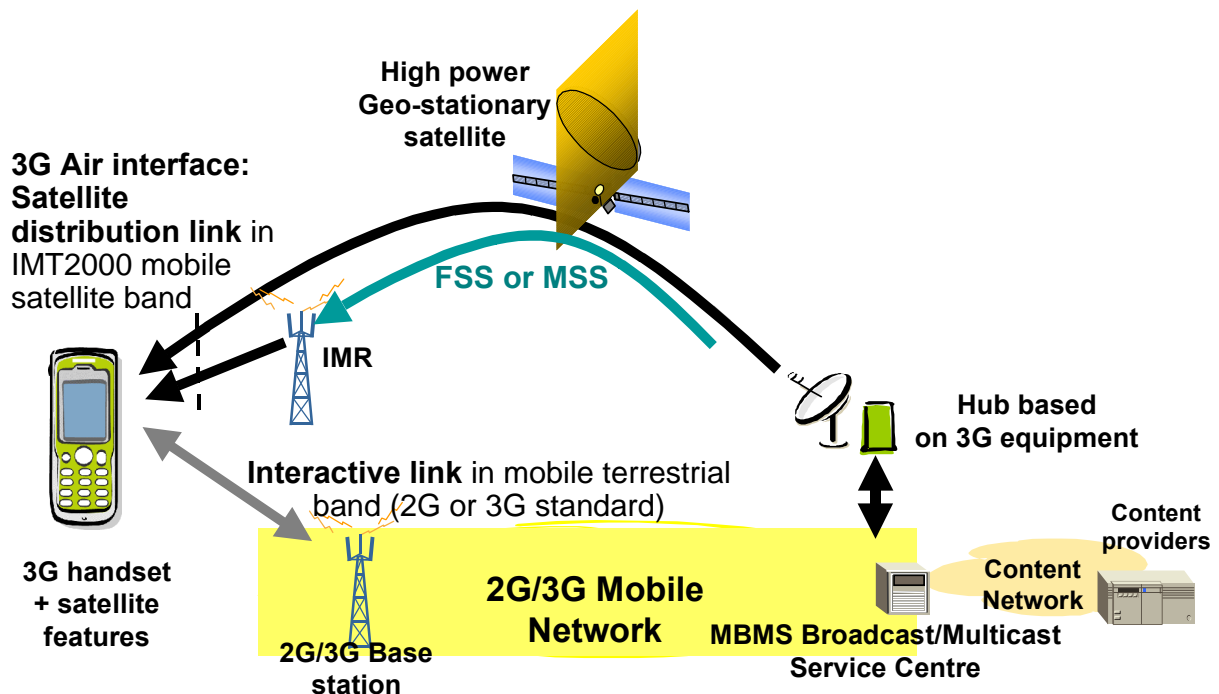 High power
Geo-stationary
satellite
3G Air interface:
Satellite
distribution link in
IMT2000 mobile
satellite band
FSS or MSS
IMR
Hub based
on 3G equipment
Interactive link in mobile terrestrial
band (2G or 3G standard)
Content
providers
3G handset
+ satellite
features
2G/3G Mobile
Network
Content
Network
MBMS Broadcast/Multicast
Service Centre
2G/3G Base
station